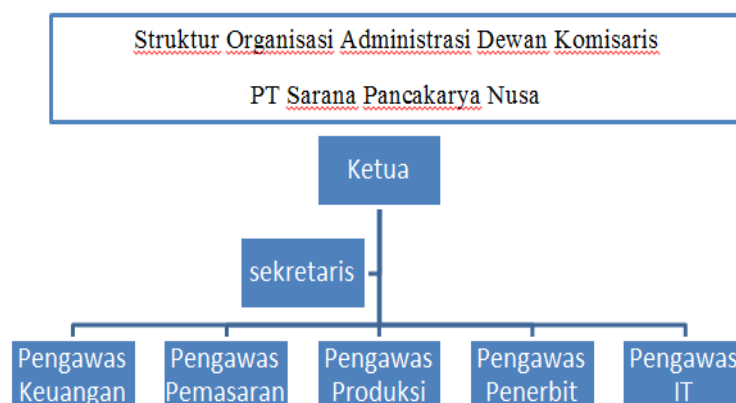 Struktur Organisasi Administrasi Dewan Komisaris
PT Sarana Pancakarya Nusa
Ketua
sekretaris
Pengawas Keuangan
Pengawas Pemasaran
Pengawas Produksi
Pengawas Penerbit
Pengawas IT